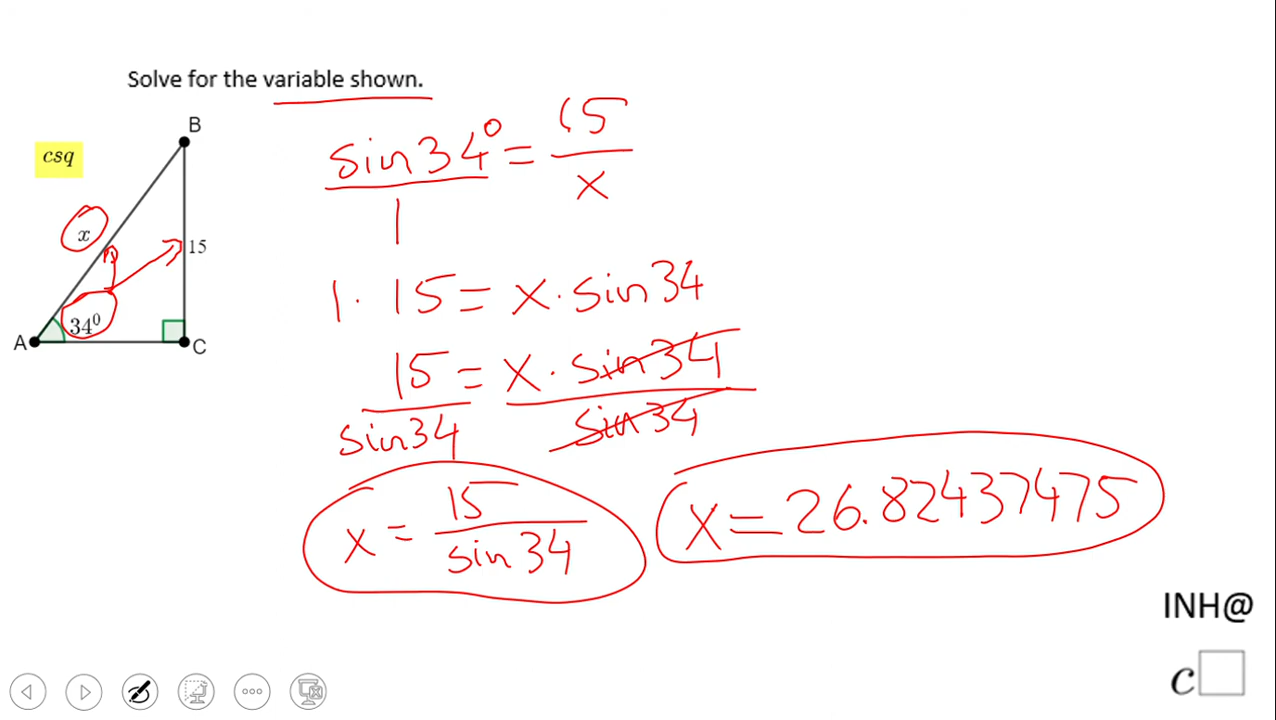 Solve for the variable shown.
csq
B
x
15
34⁰
A
C
sin34⁰ = 15/x
1
1 · 15 = x · sin34
15/sin34 = x · sin34/sin34
x = 15/sin34
x = 26.82437475
INH@
c